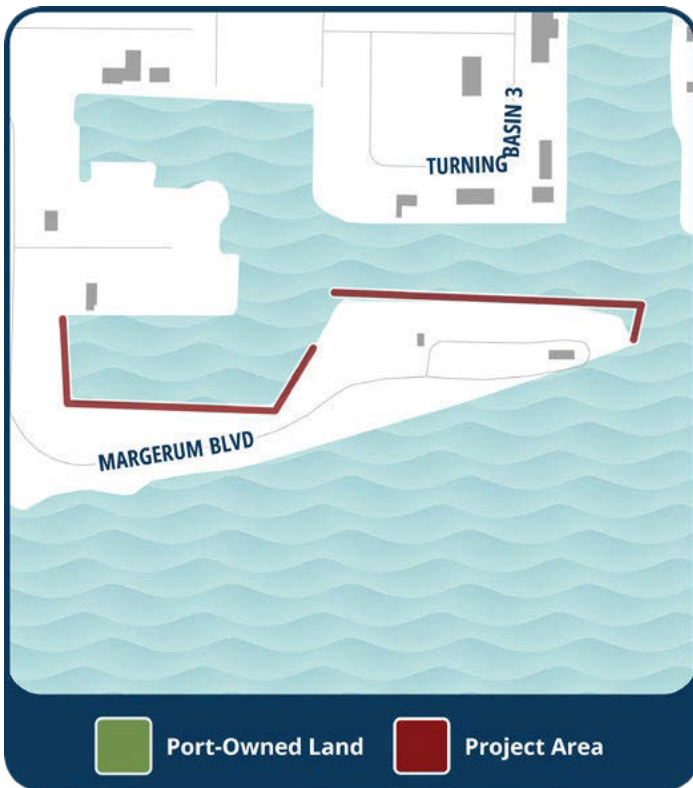 TURNING
BASIN 3
MARGERUM BLVD
Port-Owned Land
Project Area